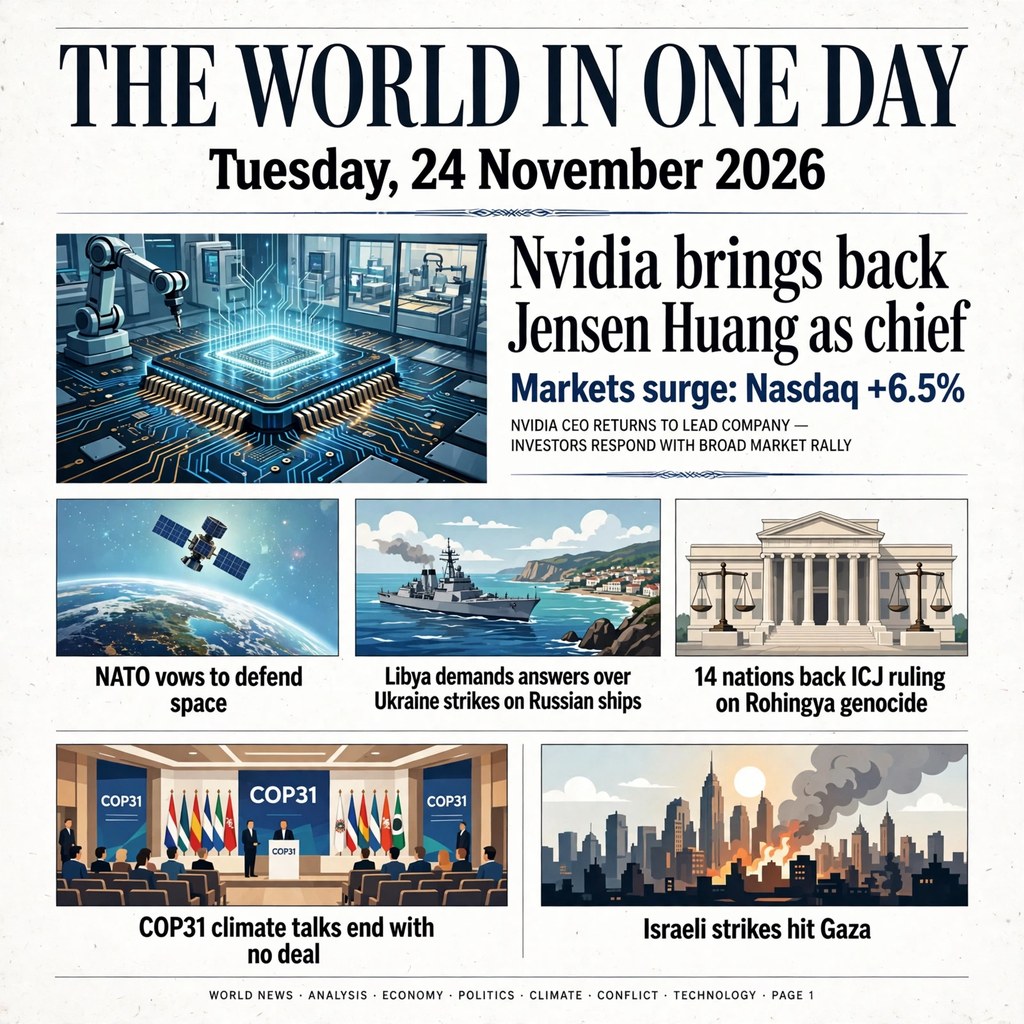 THE WORLD IN ONE DAY
Tuesday, 24 November 2026
Nvidia brings back
Jensen Huang as chief
Markets surge: Nasdaq +6.5%
NVIDIA CEO RETURNS TO LEAD COMPANY —
INVESTORS RESPOND WITH BROAD MARKET RALLY
NATO vows to defend
space
Libya demands answers over
Ukraine strikes on Russian ships
14 nations back ICJ ruling
on Rohingya genocide
COP31
COP31
COP31
COP31
COP31 climate talks end with
no deal
Israeli strikes hit Gaza
WORLD NEWS · ANALYSIS · ECONOMY · POLITICS · CLIMATE · CONFLICT · TECHNOLOGY · PAGE 1